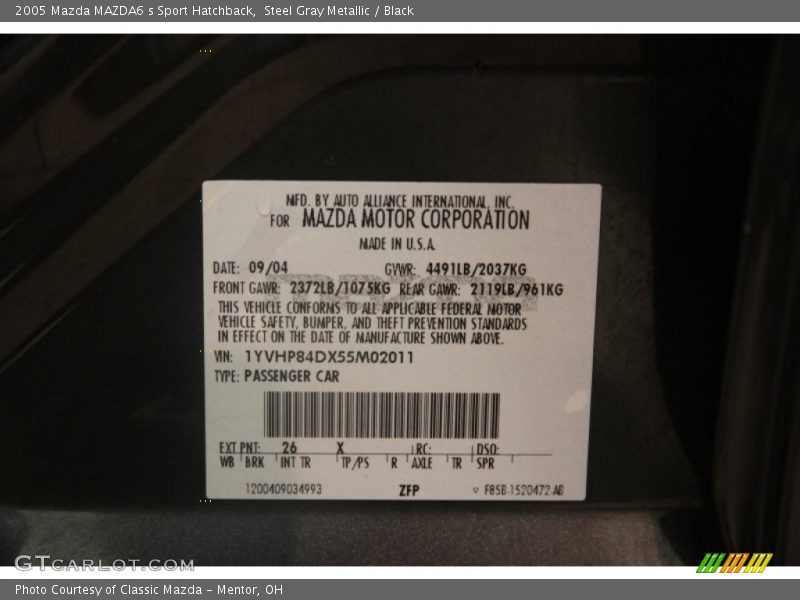 2005 Mazda MAZDA6 s Sport Hatchback,  Steel Gray Metallic / Black
MFD. BY AUTO ALLIANCE INTERNATIONAL, INC.
FOR MAZDA MOTOR CORPORATION
MADE IN U.S.A.
DATE: 09/04 GVWR: 4491LB/2037KG
FRONT GAWR: 2372LB/1075KG REAR GAWR: 2119LB/961KG
THIS VEHICLE CONFORMS TO ALL APPLICABLE FEDERAL MOTOR
VEHICLE SAFETY, BUMPER, AND THEFT PREVENTION STANDARDS
IN EFFECT ON THE DATE OF MANUFACTURE SHOWN ABOVE.
VIN: 1YVHP84DX55M02011
TYPE: PASSENGER CAR
EXT PNT: 26 X RC: DSO:
WB BRK INT TR TP/PS R AXLE TR SPR
1200409034993 ZFP F85B-1520472-AB
GTCARLOT.COM
Photo Courtesy of Classic Mazda – Mentor, OH